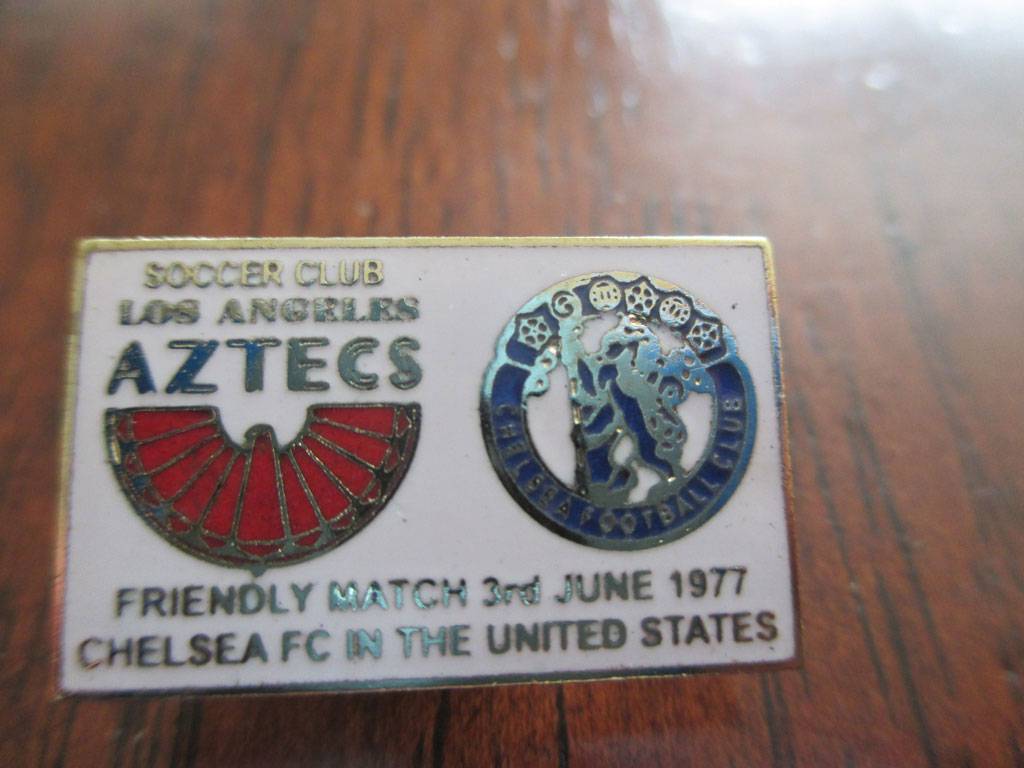 SOCCER CLUB
LOS ANGELES
AZTECS
CHELSEA FOOTBALL CLUB
FRIENDLY MATCH 3rd JUNE 1977
CHELSEA FC IN THE UNITED STATES